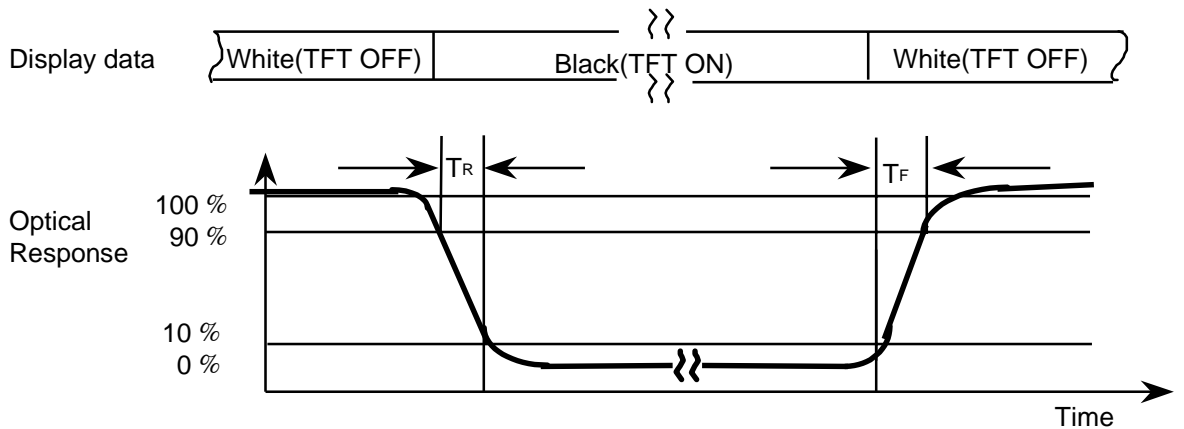 Display data
White(TFT OFF)
Black(TFT ON)
White(TFT OFF)
TR
TF
Optical
Response
100 %
90 %
10 %
0 %
Time